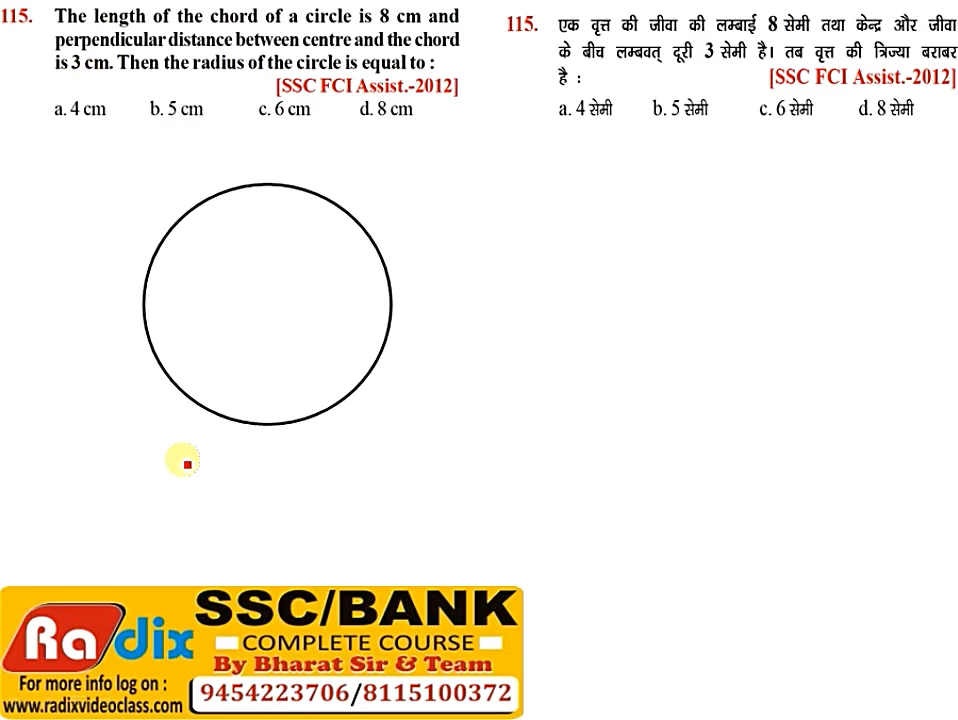 115. The length of the chord of a circle is 8 cm and
perpendicular distance between centre and the chord
is 3 cm. Then the radius of the circle is equal to :
[SSC FCI Assist.-2012]
a. 4 cm b. 5 cm c. 6 cm d. 8 cm
115. एक वृत्त की जीवा की लम्बाई 8 सेमी तथा केन्द्र और जीवा
के बीच लम्बवत् दूरी 3 सेमी है। तब वृत्त की त्रिज्या बराबर
है : [SSC FCI Assist.-2012]
a. 4 सेमी b. 5 सेमी c. 6 सेमी d. 8 सेमी
Radix
SSC/BANK
COMPLETE COURSE
By Bharat Sir & Team
For more info log on :
www.radixvideoclass.com
9454223706/8115100372